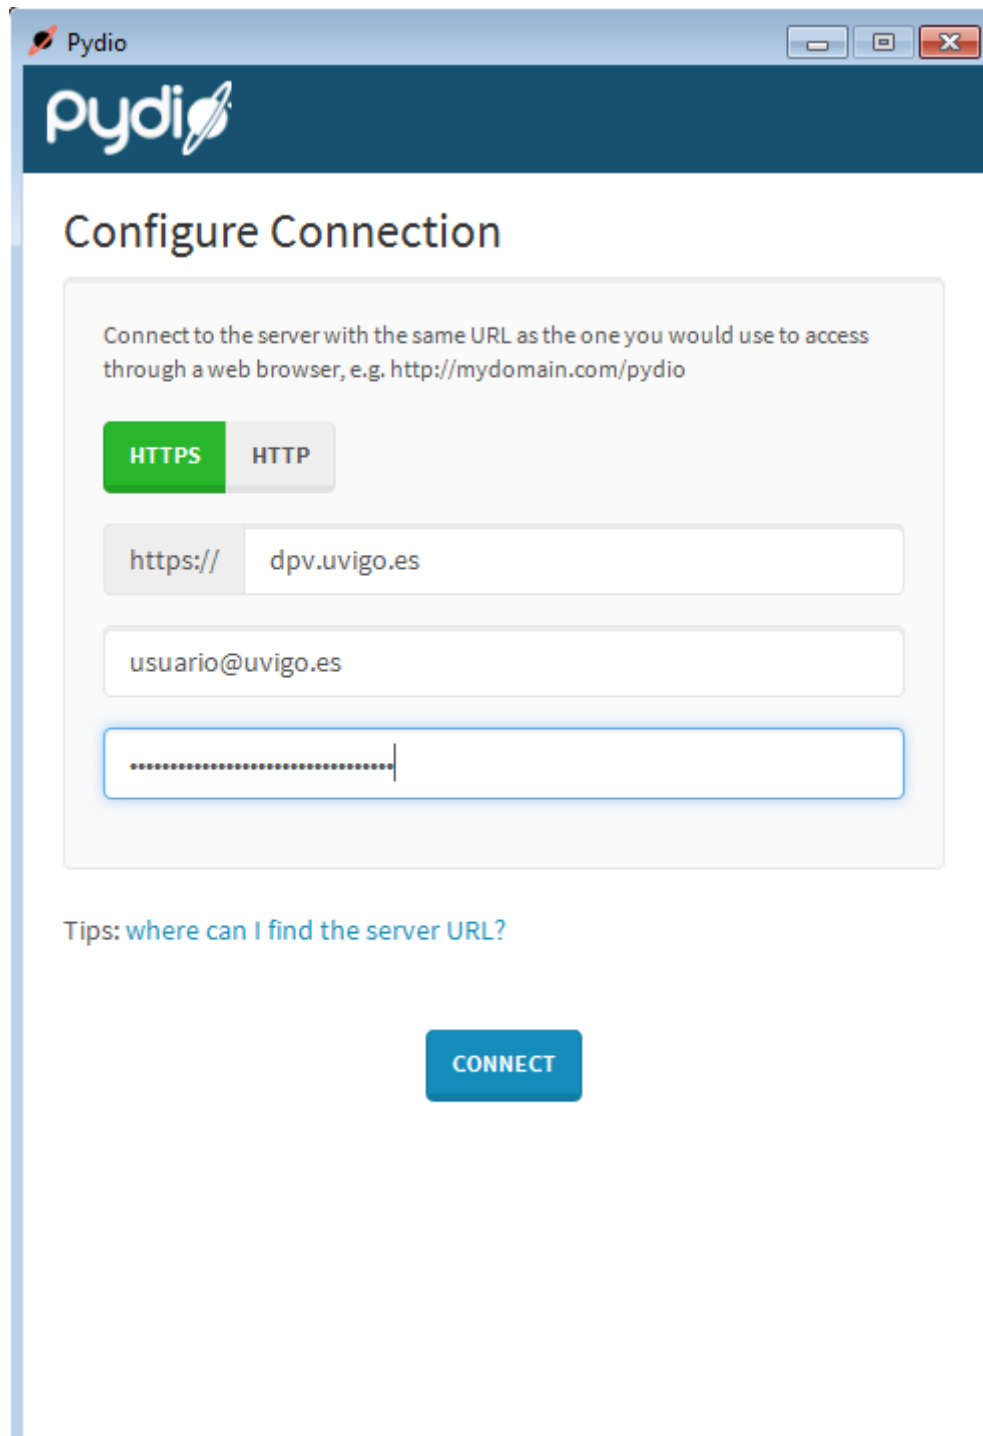 Pydio
pydio
Configure Connection
Connect to the server with the same URL as the one you would use to access
through a web browser, e.g. http://mydomain.com/pydio
HTTPS HTTP
https:// dpv.uvigo.es
usuario@uvigo.es
Tips: where can I find the server URL?
CONNECT